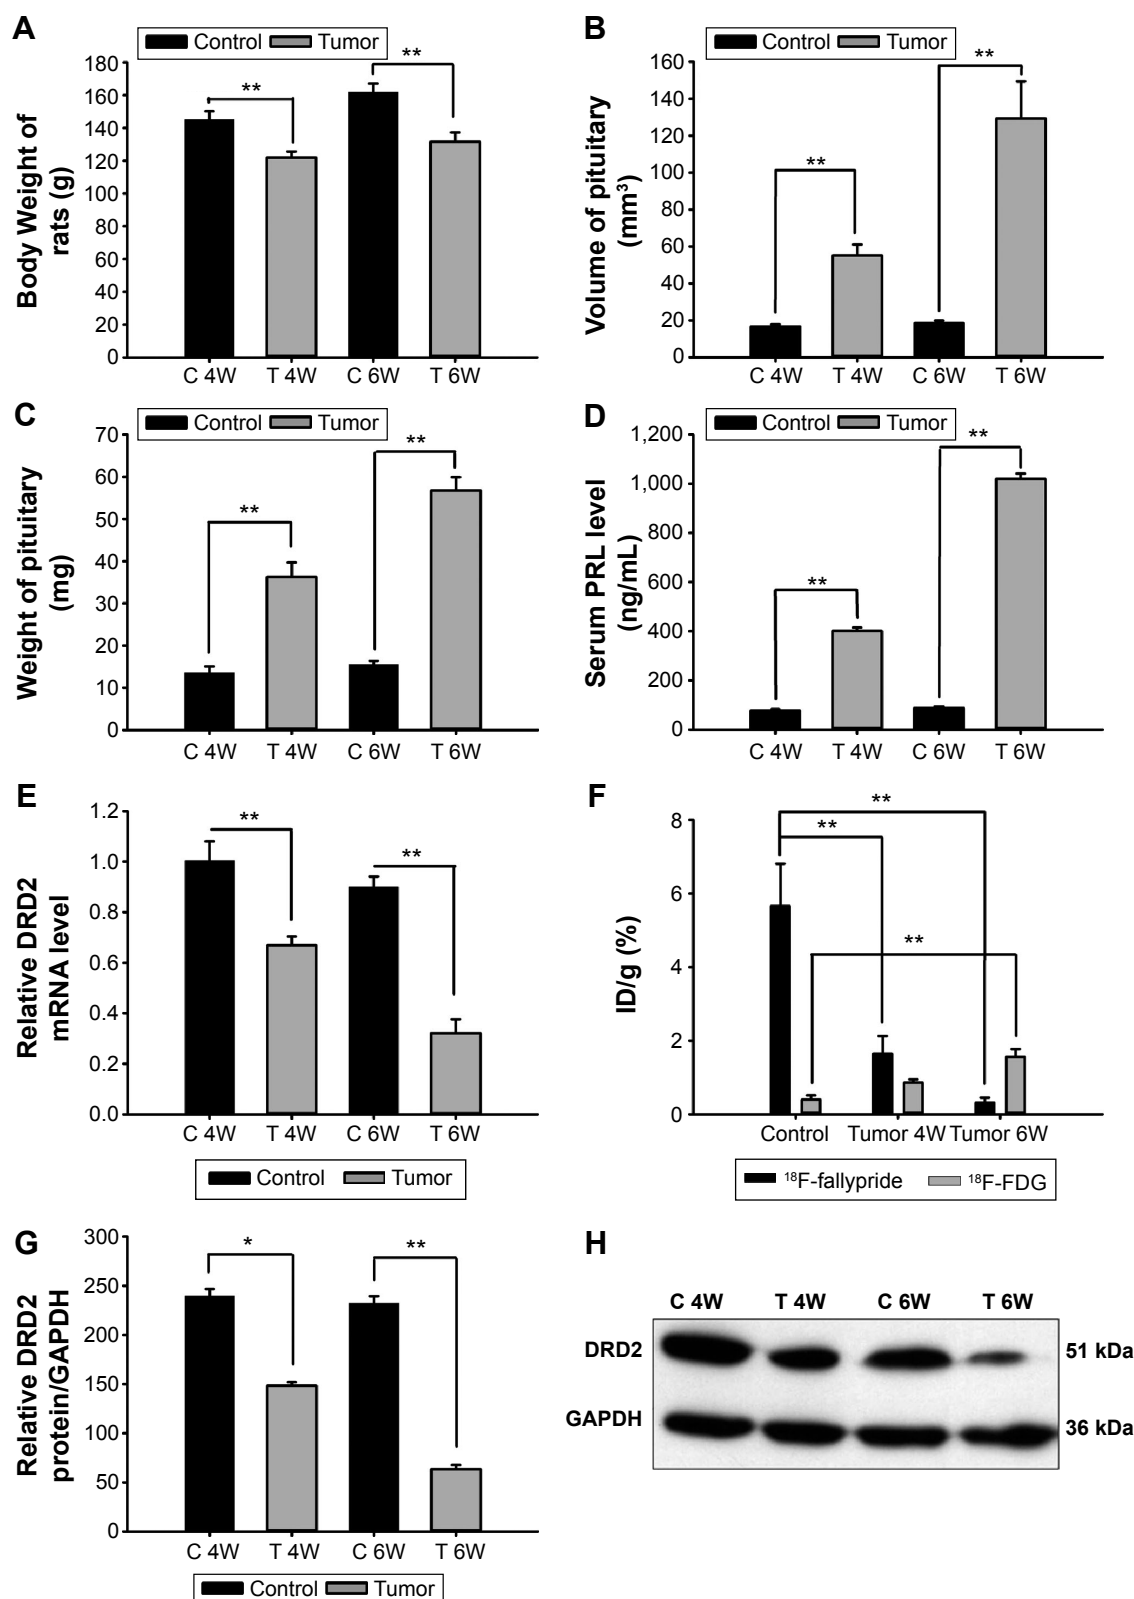 A
Control Tumor
Body Weight of
rats (g)
180
160
140
120
100
80
60
40
20
0
**
**
C 4W T 4W C 6W T 6W
B
Control Tumor
Volume of pituitary
(mm³)
160
140
120
100
80
60
40
20
0
**
**
C 4W T 4W C 6W T 6W
C
Control Tumor
Weight of pituitary
(mg)
70
60
50
40
30
20
10
0
**
**
C 4W T 4W C 6W T 6W
D
Control Tumor
Serum PRL level
(ng/mL)
1,200
1,000
800
600
400
200
0
**
**
C 4W T 4W C 6W T 6W
E
Relative DRD2
mRNA level
1.2
1.0
0.8
0.6
0.4
0.2
0.0
**
**
C 4W T 4W C 6W T 6W
Control Tumor
F
ID/g (%)
8
6
4
2
0
**
**
**
Control Tumor 4W Tumor 6W
¹⁸F-fallypride ¹⁸F-FDG
G
Relative DRD2
protein/GAPDH
300
250
200
150
100
50
0
*
**
C 4W T 4W C 6W T 6W
Control Tumor
H
C 4W T 4W C 6W T 6W
DRD2 51 kDa
GAPDH 36 kDa